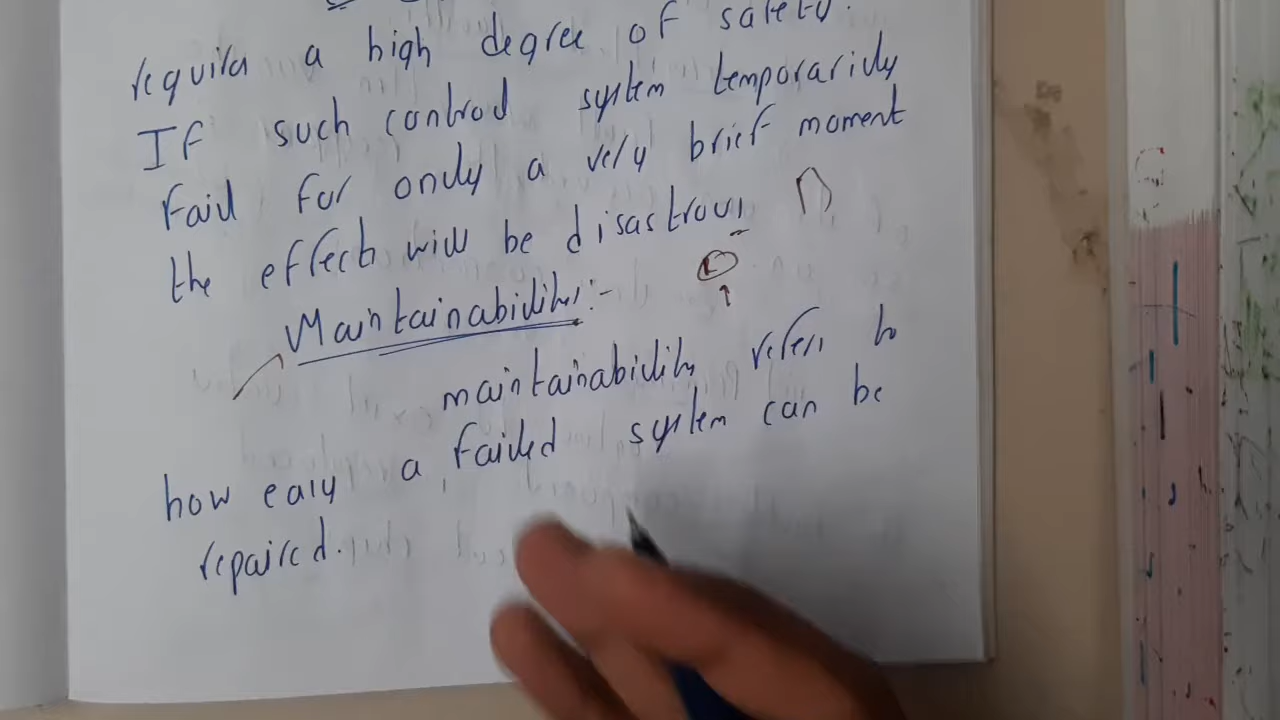 require a high degree of safety.
If such control system temporarily
fail for only a very brief moment
the effect will be disastrous
Maintainability:-
maintainability refers to
how easy a failed system can be
repaired.